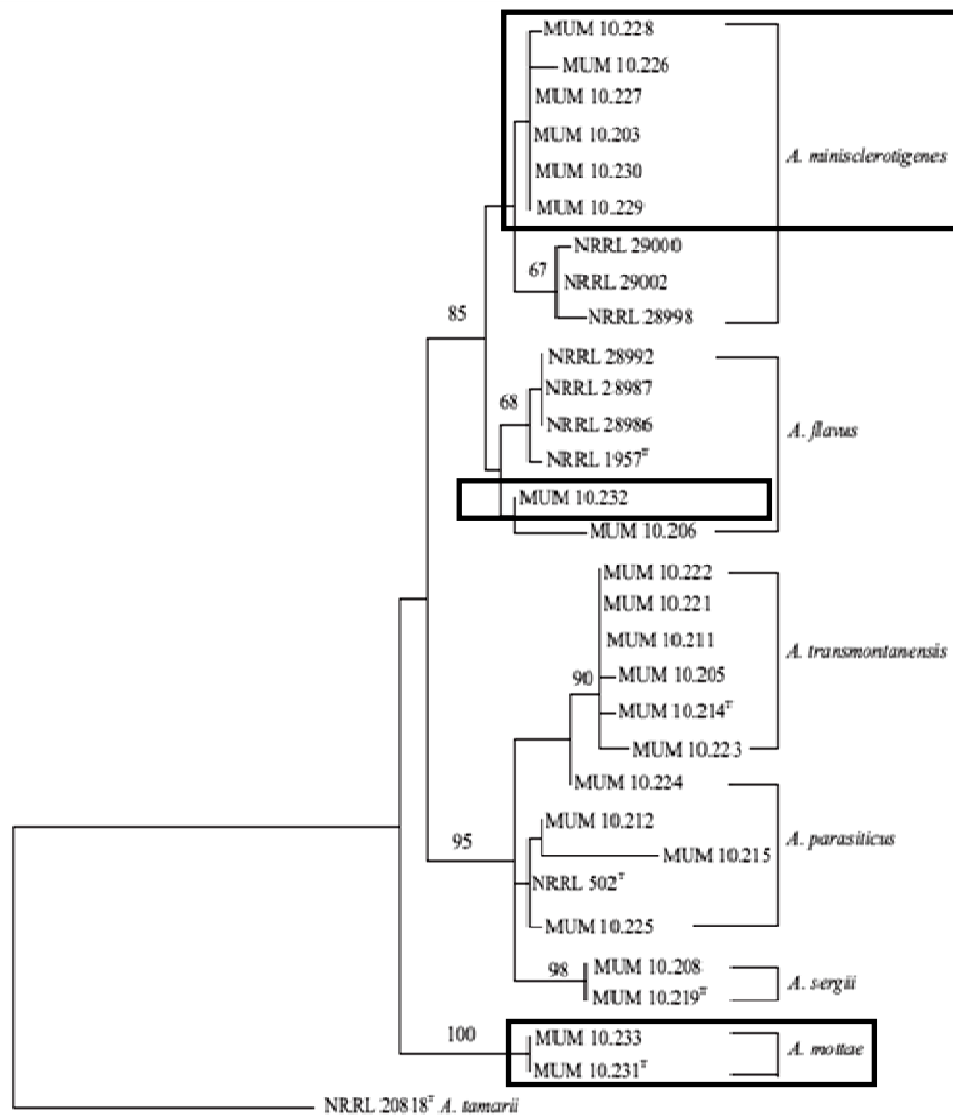 MUM 10.228
MUM 10.226
MUM 10.227
MUM 10.203
A. minisclerotigenes
MUM 10.230
MUM 10.229
NRRL 29000
67
NRRL 29002
NRRL 28998
85
NRRL 28992
NRRL 28987
68
NRRL 28986
A. flavus
NRRL 1957T
MUM 10.232
MUM 10.206
MUM 10.222
MUM 10.221
MUM 10.211
A. transmontanensis
90
MUM 10.205
MUM 10.214T
MUM 10.223
MUM 10.224
MUM 10.212
95
A. parasiticus
MUM 10.215
NRRL 502T
MUM 10.225
98
MUM 10.208
A. sergii
MUM 10.219T
100
MUM 10.233
A. mottae
MUM 10.231T
NRRL 20818T A. tamarii